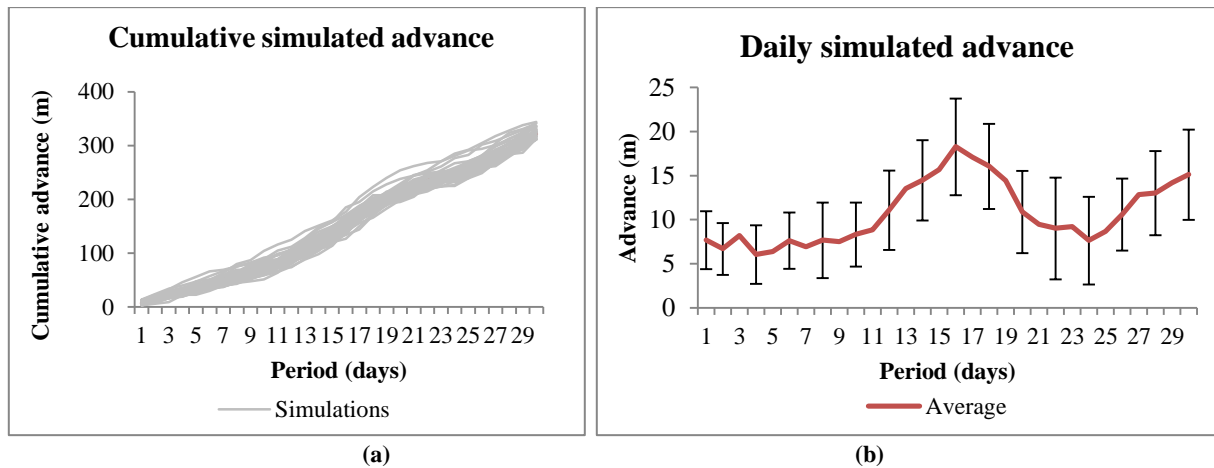 Cumulative simulated advance
Cumulative advance (m)
400
300
200
100
0
1 3 5 7 9 11 13 15 17 19 21 23 25 27 29
Period (days)
Simulations
(a)
Daily simulated advance
Advance (m)
25
20
15
10
5
0
1 3 5 7 9 11 13 15 17 19 21 23 25 27 29
Period (days)
Average
(b)